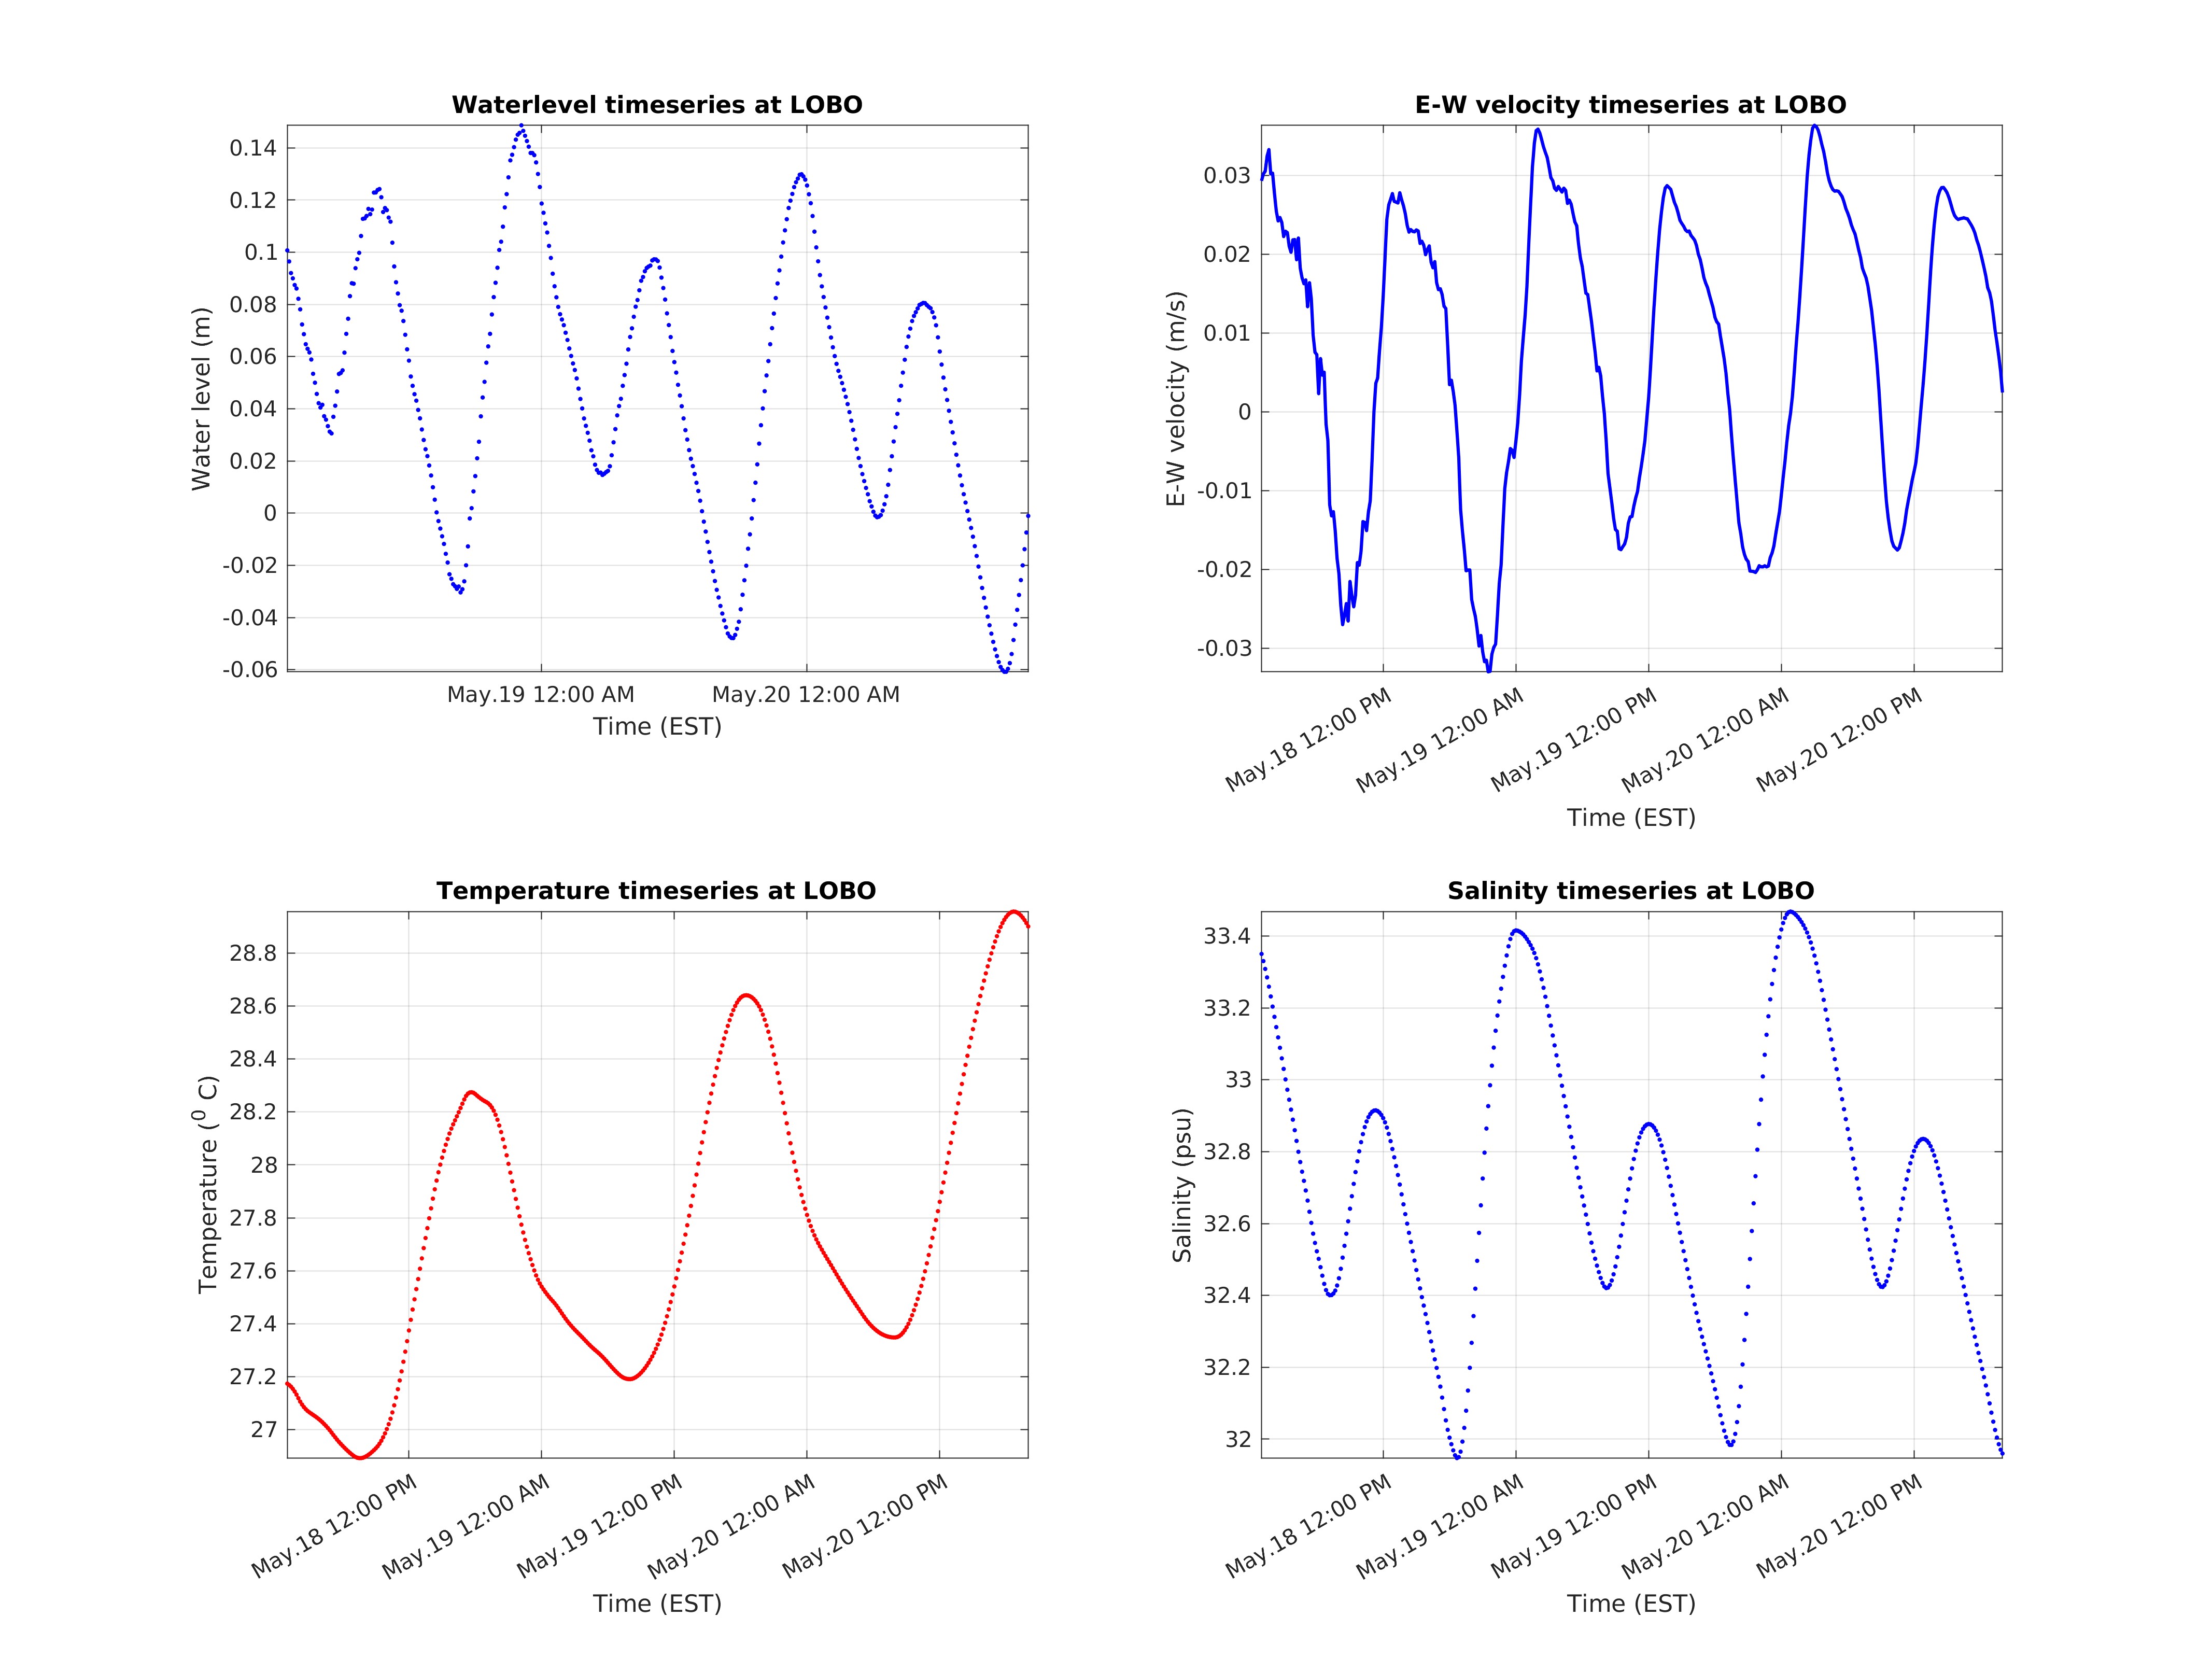 Waterlevel timeseries at LOBO
0.14
0.12
0.1
0.08
0.06
0.04
0.02
0
-0.02
-0.04
-0.06
Water level (m)
May.19 12:00 AM
May.20 12:00 AM
Time (EST)
E-W velocity timeseries at LOBO
0.03
0.02
0.01
0
-0.01
-0.02
-0.03
E-W velocity (m/s)
May.18 12:00 PM
May.19 12:00 AM
May.19 12:00 PM
May.20 12:00 AM
May.20 12:00 PM
Time (EST)
Temperature timeseries at LOBO
28.8
28.6
28.4
28.2
28
27.8
27.6
27.4
27.2
27
Temperature (⁰ C)
May.18 12:00 PM
May.19 12:00 AM
May.19 12:00 PM
May.20 12:00 AM
May.20 12:00 PM
Time (EST)
Salinity timeseries at LOBO
33.4
33.2
33
32.8
32.6
32.4
32.2
32
Salinity (psu)
May.18 12:00 PM
May.19 12:00 AM
May.19 12:00 PM
May.20 12:00 AM
May.20 12:00 PM
Time (EST)